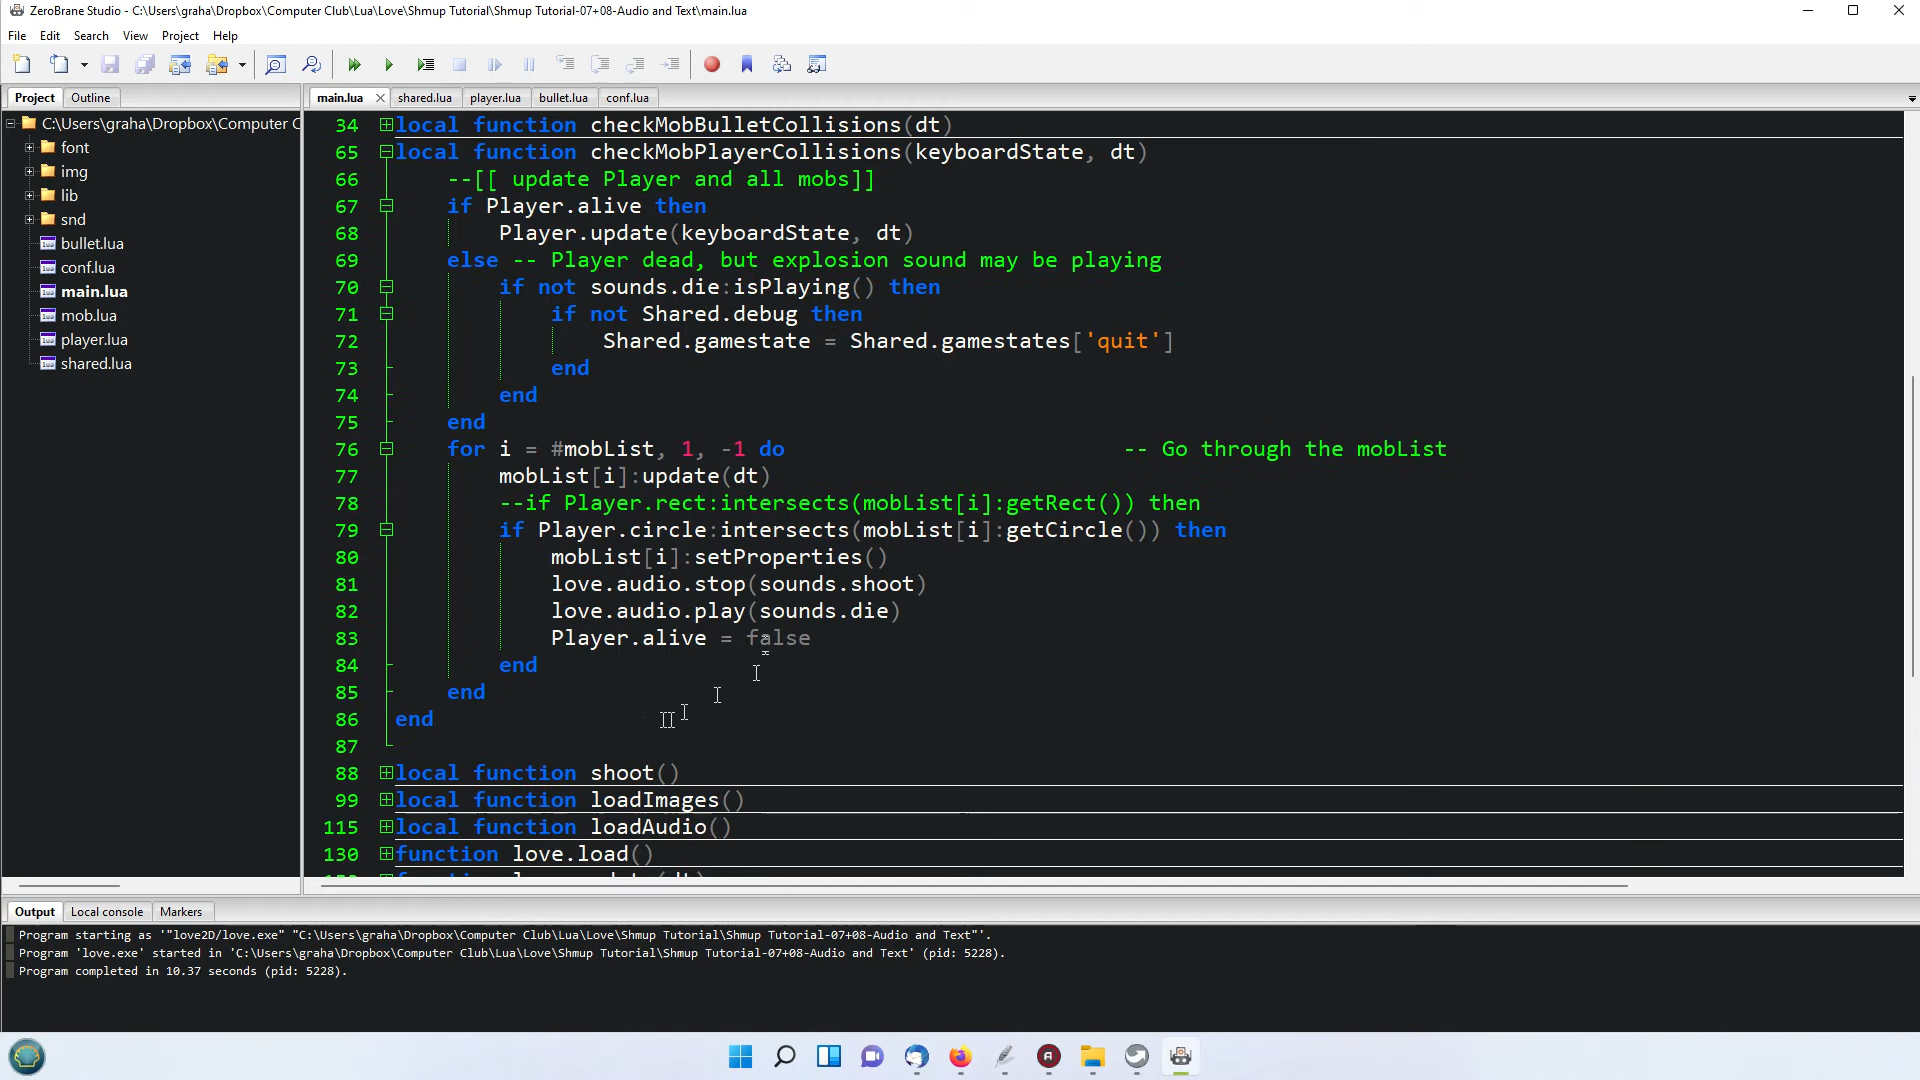 ZeroBrane Studio - C:\Users\graha\Dropbox\Computer Club\Lua\Love\Shmup Tutorial\Shmup Tutorial-07+08-Audio and Text\main.lua
File Edit Search View Project Help
Project Outline
main.lua shared.lua player.lua bullet.lua conf.lua
C:\Users\graha\Dropbox\Computer C
font
img
lib
snd
bullet.lua
conf.lua
main.lua
mob.lua
player.lua
shared.lua
34 local function checkMobBulletCollisions(dt)
65 local function checkMobPlayerCollisions(keyboardState, dt)
66 --[[ update Player and all mobs]]
67 if Player.alive then
68 Player.update(keyboardState, dt)
69 else -- Player dead, but explosion sound may be playing
70 if not sounds.die:isPlaying() then
71 if not Shared.debug then
72 Shared.gamestate = Shared.gamestates['quit']
73 end
74 end
75 end
76 for i = #mobList, 1, -1 do -- Go through the mobList
77 mobList[i]:update(dt)
78 --if Player.rect:intersects(mobList[i]:getRect()) then
79 if Player.circle:intersects(mobList[i]:getCircle()) then
80 mobList[i]:setProperties()
81 love.audio.stop(sounds.shoot)
82 love.audio.play(sounds.die)
83 Player.alive = false
84 end
85 end
86 end
87
88 local function shoot()
99 local function loadImages()
115 local function loadAudio()
130 function love.load()
Output Local console Markers
Program starting as '"love2D/love.exe" "C:\Users\graha\Dropbox\Computer Club\Lua\Love\Shmup Tutorial\Shmup Tutorial-07+08-Audio and Text"'.
Program 'love.exe' started in 'C:\Users\graha\Dropbox\Computer Club\Lua\Love\Shmup Tutorial\Shmup Tutorial-07+08-Audio and Text' (pid: 5228).
Program completed in 10.37 seconds (pid: 5228).